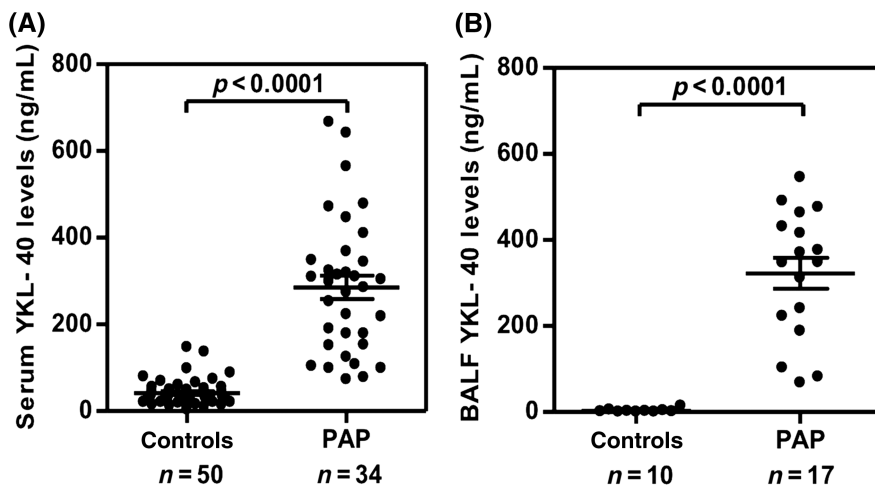 (A)
Serum YKL-40 levels (ng/mL)
800
600
400
200
0
p < 0.0001
Controls
PAP
n = 50
n = 34
(B)
BALF YKL-40 levels (ng/mL)
800
600
400
200
0
p < 0.0001
Controls
PAP
n = 10
n = 17